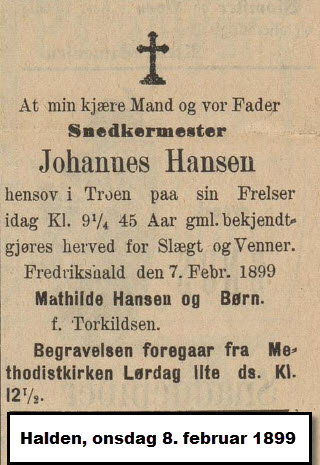 At min kjære Mand og vor Fader
Snedkermester
Johannes Hansen
hensov i Troen paa sin Frelser
idag Kl. 9¼ 45 Aar gml. bekjendt-
gjøres herved for Slægt og Venner.
Fredrikshald den 7. Febr. 1899
Mathilde Hansen og Børn.
f. Torkildsen.
Begravelsen foregaar fra Me-
thodistkirken Lørdag 11te ds. Kl.
12½.
Halden, onsdag 8. februar 1899